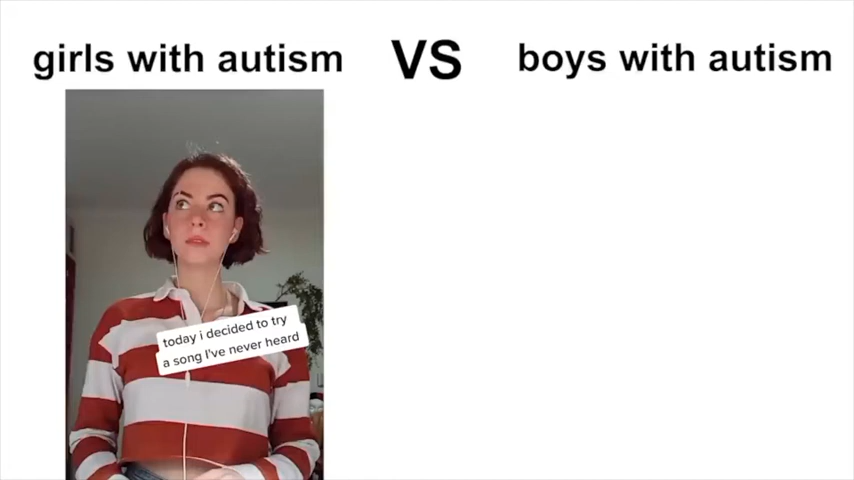 girls with autism VS boys with autism
today i decided to try
a song I've never heard